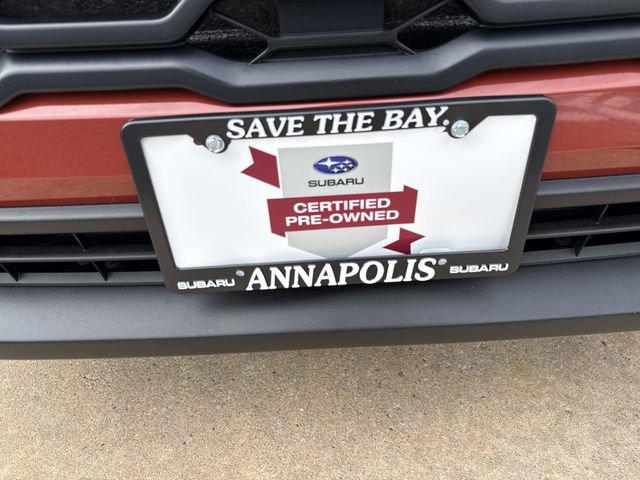 SAVE THE BAY.
SUBARU
CERTIFIED
PRE-OWNED
SUBARU ANNAPOLIS SUBARU